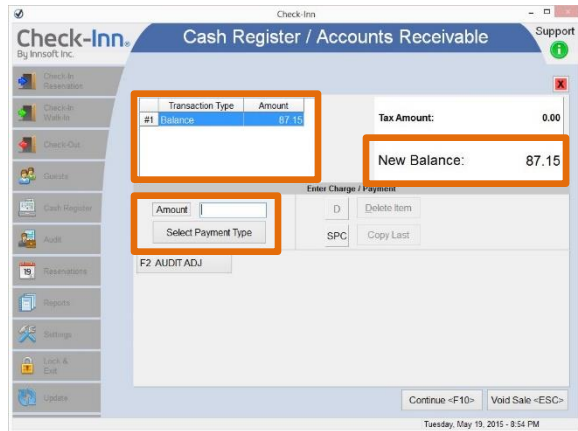 Check-Inn
Check-Inn®
By Innsoft Inc.
Cash Register / Accounts Receivable
Support
Check-In
Reservation
Check-In
Walk-In
Check-Out
Guests
Cash Register
Audit
19 Reservations
Reports
Settings
Lock &
Exit
Update
X
Transaction Type Amount
#1 Balance 87.15
Tax Amount: 0.00
New Balance: 87.15
Enter Charge / Payment
Amount
Select Payment Type
D Delete Item
SPC Copy Last
F2 AUDIT ADJ
Continue <F10>
Void Sale <ESC>
Tuesday, May 19, 2015 - 8:54 PM